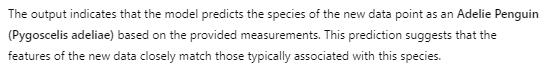 The output indicates that the model predicts the species of the new data point as an Adelie Penguin
(Pygoscelis adeliae) based on the provided measurements. This prediction suggests that the
features of the new data closely match those typically associated with this species.